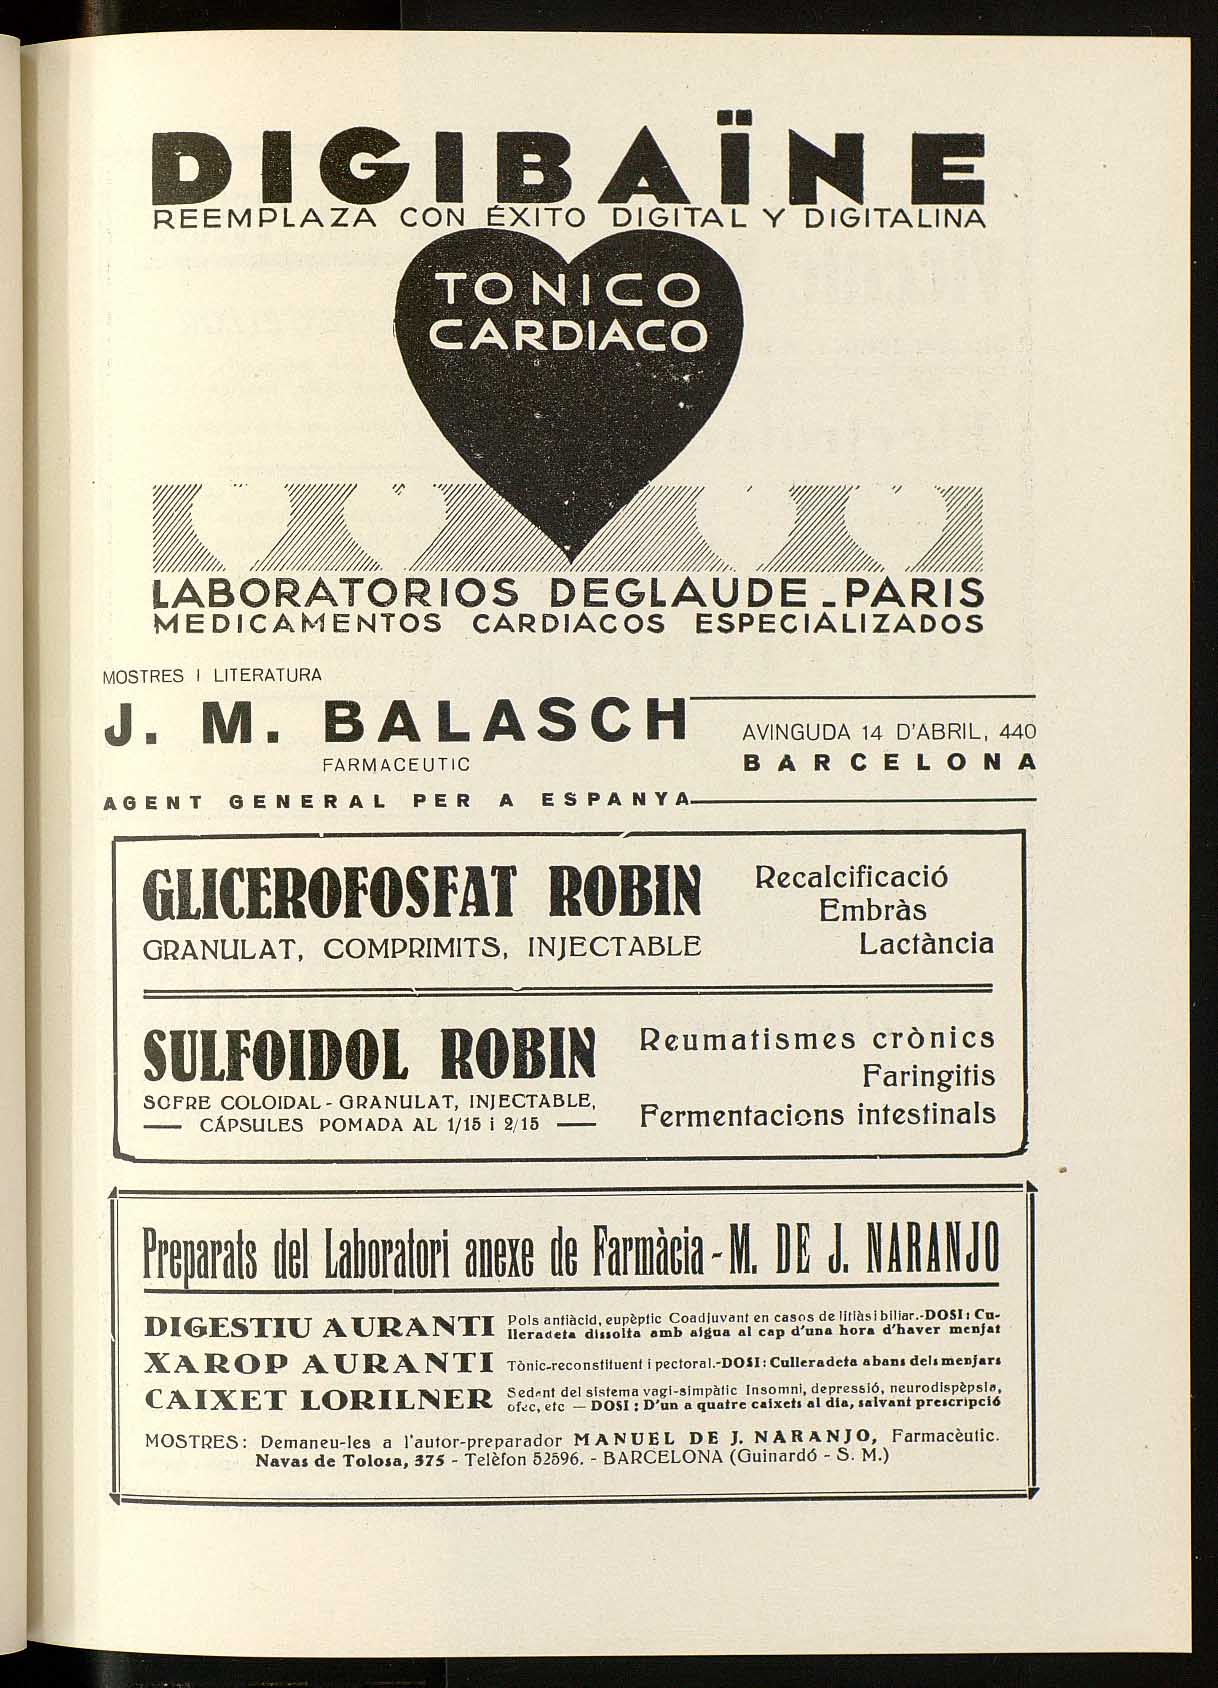 DIGIBAÏNE
REEMPLAZA CON ÉXITO DIGITAL Y DIGITALINA
TONICO
CARDIACO
LABORATORIOS DEGLAUDE - PARIS
MEDICAMENTOS CARDIACOS ESPECIALIZADOS
MOSTRES I LITERATURA
J. M. BALASCH
FARMACEUTIC
AGENT GENERAL PER A ESPANYA
AVINGUDA 14 D'ABRIL, 440
BARCELONA
GLICEROFOSFAT ROBIN
GRANULAT, COMPRIMITS, INJECTABLE
Recalcificació
Embràs
Lactància
SULFOIDOL ROBIN
SOFRE COLOIDAL - GRANULAT, INJECTABLE,
CÁPSULES POMADA AL 1/15 i 2/15
Reumatismes crònics
Faringitis
Fermentacions intestinals
Preparats del Laboratori anexe de Farmàcia - M. DE J. NARANJO
DIGESTIU AURANTI Pols antiàcid, eupèptic Coadjuvant en casos de litiàsi biliar.-DOSI: Cu-
lleradeta dissolta amb aigua al cap d'una hora d'haver menjat
XAROP AURANTI Tònic-reconstituent i pectoral.-DOSI: Culleradeta abans dels menjars
CAIXET LORILNER Sedant del sistema vagi-simpàtic Insomni, depressió, neurodispèpsia,
ofec, etc — DOSI: D'un a quatre caixets al dia, salvant prescripció
MOSTRES: Demaneu-les a l'autor-preparador MANUEL DE J. NARANJO, Farmacèutic.
Navas de Tolosa, 375 - Telèfon 52596. - BARCELONA (Guinardó - S. M.)